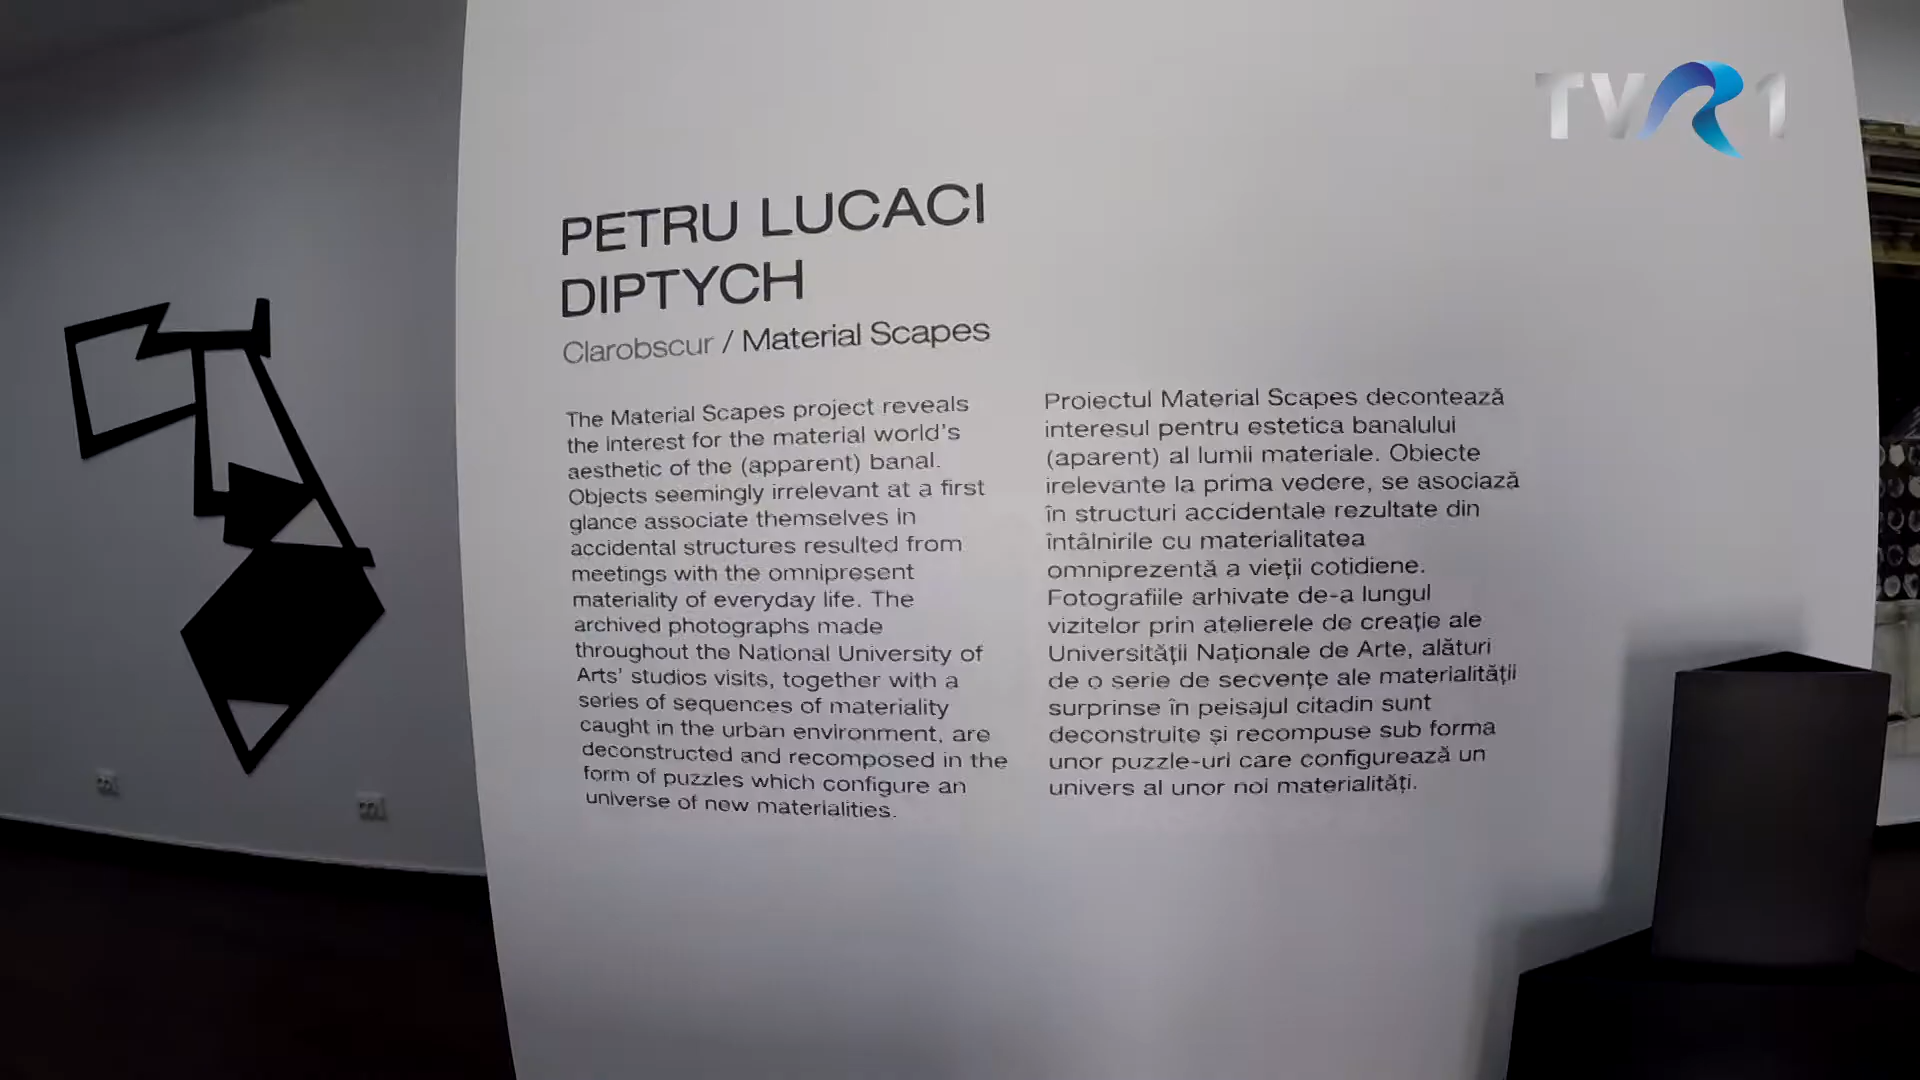 TVR 1
PETRU LUCACI
DIPTYCH
Clarobscur / Material Scapes
The Material Scapes project reveals
the interest for the material world's
aesthetic of the (apparent) banal.
Objects seemingly irrelevant at a first
glance associate themselves in
accidental structures resulted from
meetings with the omnipresent
materiality of everyday life. The
archived photographs made
throughout the National University of
Arts' studios visits, together with a
series of sequences of materiality
caught in the urban environment, are
deconstructed and recomposed in the
form of puzzles which configure an
universe of new materialities.
Proiectul Material Scapes decontează
interesul pentru estetica banalului
(aparent) al lumii materiale. Obiecte
irelevante la prima vedere, se asociază
în structuri accidentale rezultate din
întâlnirile cu materialitatea
omniprezentă a vieții cotidiene.
Fotografiile arhivate de-a lungul
vizitelor prin atelierele de creație ale
Universității Naționale de Arte, alături
de o serie de secvențe ale materialității
surprinse în peisajul citadin sunt
deconstruite și recompuse sub forma
unor puzzle-uri care configurează un
univers al unor noi materialități.